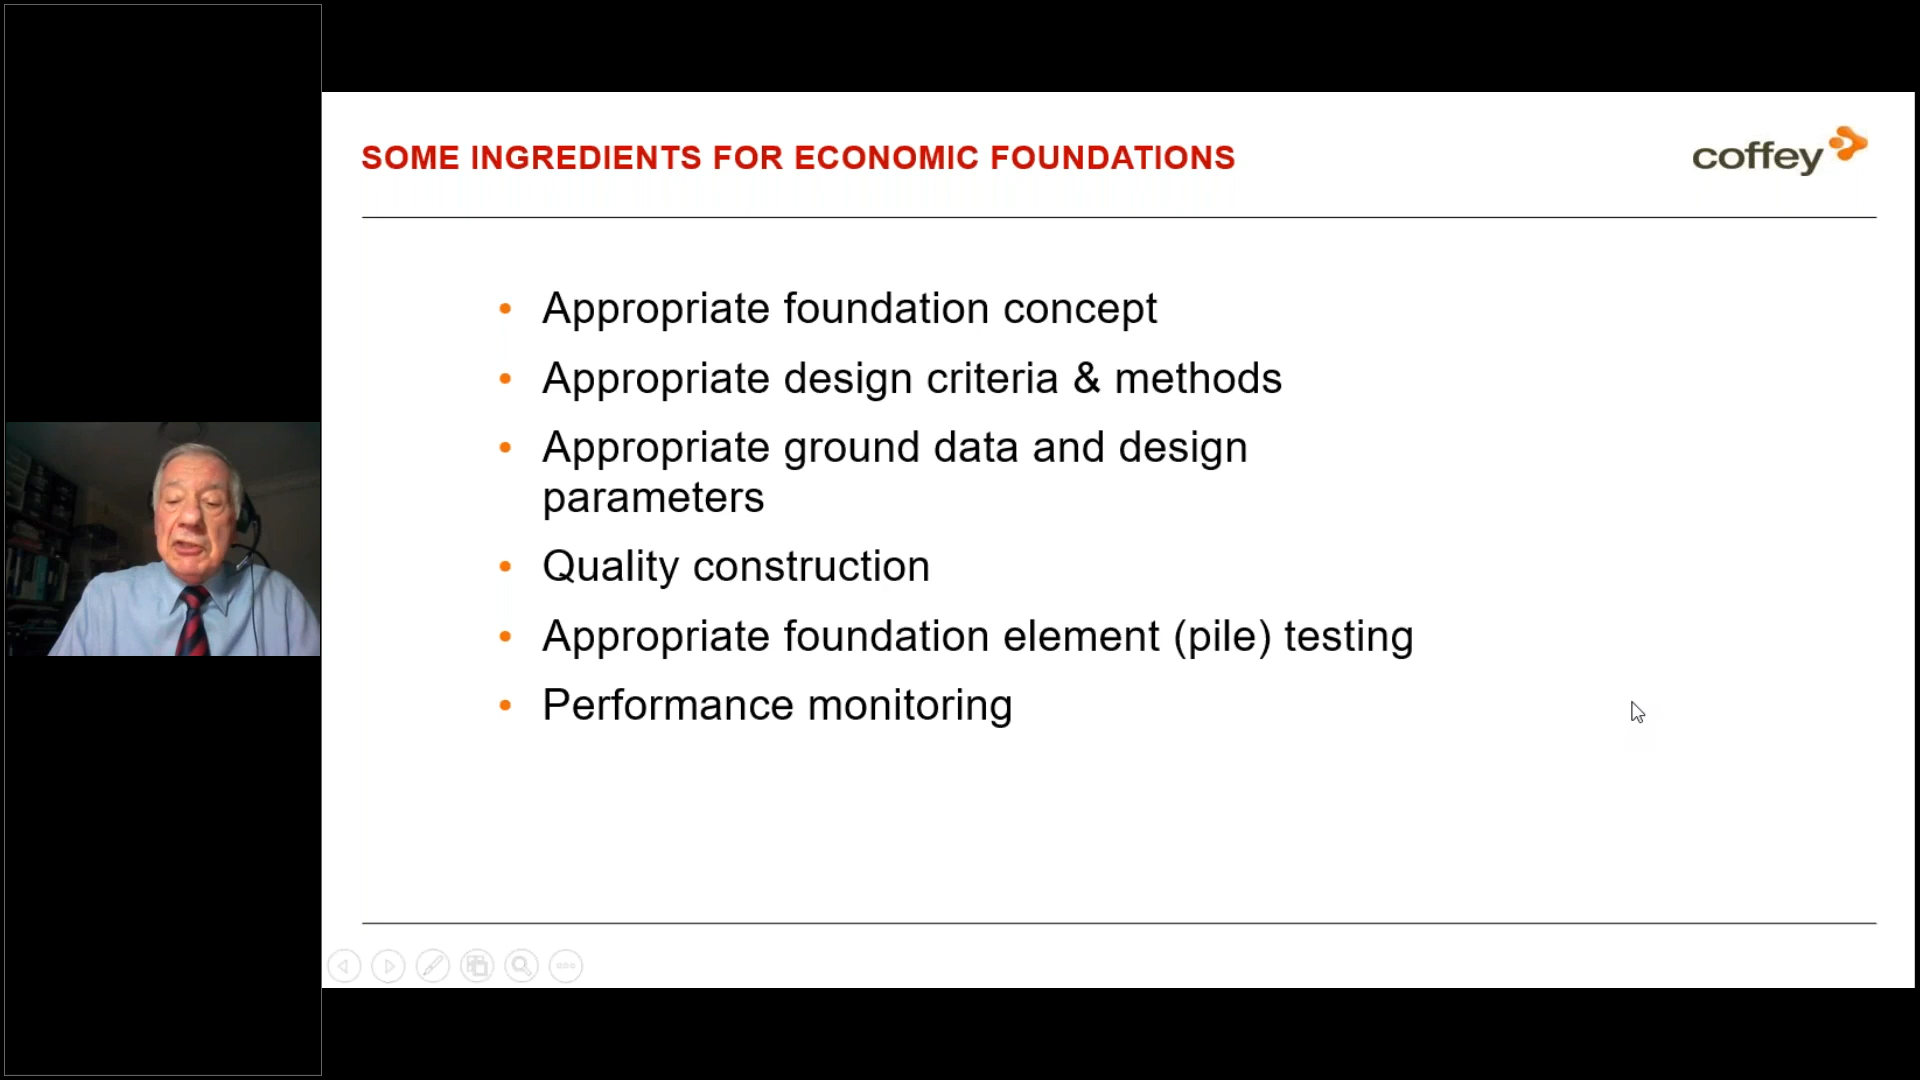 SOME INGREDIENTS FOR ECONOMIC FOUNDATIONS
coffey
• Appropriate foundation concept
• Appropriate design criteria & methods
• Appropriate ground data and design
parameters
• Quality construction
• Appropriate foundation element (pile) testing
• Performance monitoring